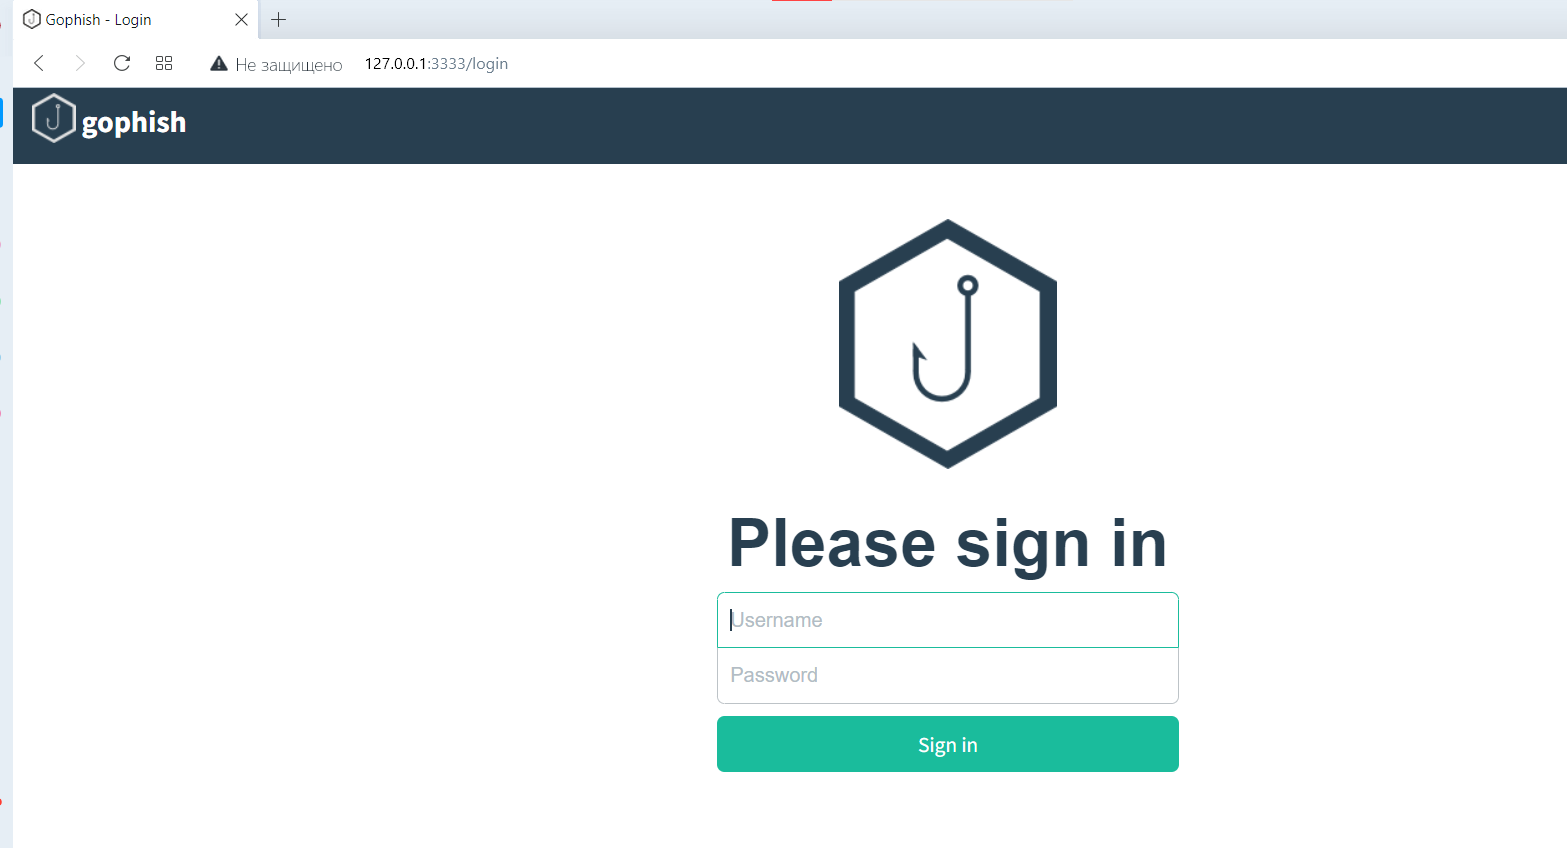 Gophish - Login
Не защищено 127.0.0.1:3333/login
gophish
Please sign in
Username
Password
Sign in